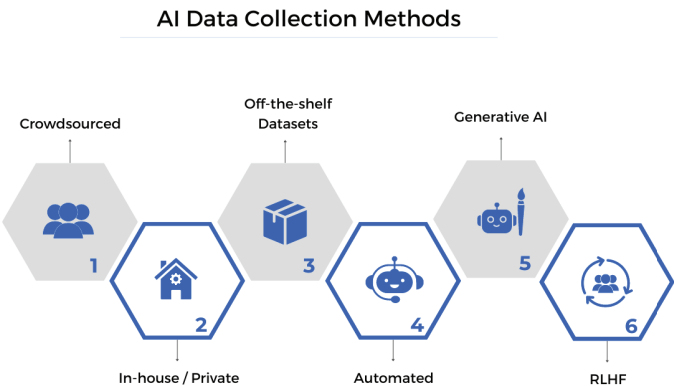 AI Data Collection Methods
Crowdsourced
1
In-house / Private
2
Off-the-shelf
Datasets
3
Automated
4
Generative AI
5
RLHF
6